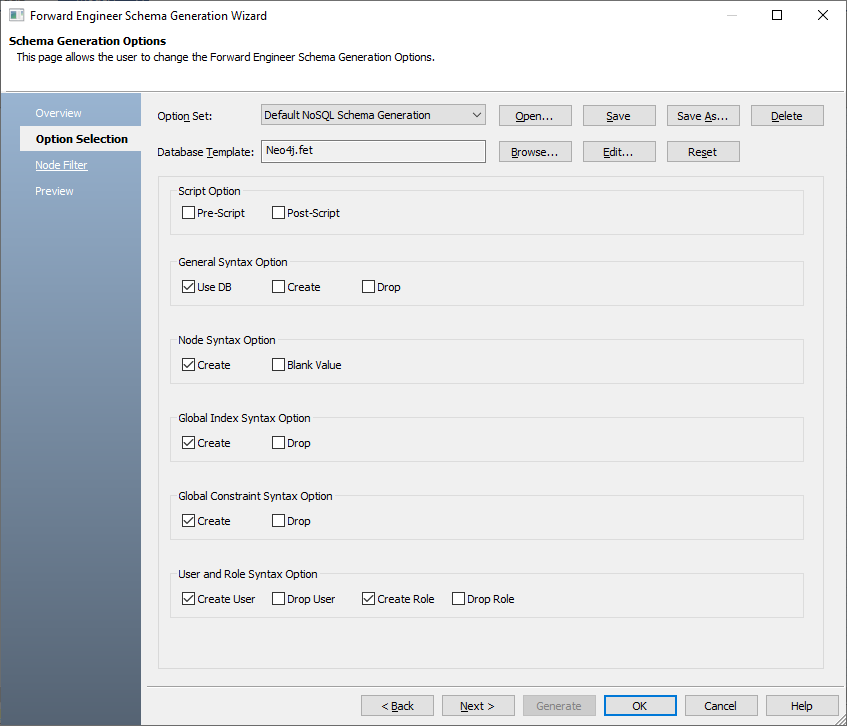 Forward Engineer Schema Generation Wizard
Schema Generation Options
This page allows the user to change the Forward Engineer Schema Generation Options.
Overview
Option Selection
Node Filter
Preview
Option Set: Default NoSQL Schema Generation Open... Save Save As... Delete
Database Template: Neo4j.fet Browse... Edit... Reset
Script Option
Pre-Script Post-Script
General Syntax Option
Use DB Create Drop
Node Syntax Option
Create Blank Value
Global Index Syntax Option
Create Drop
Global Constraint Syntax Option
Create Drop
User and Role Syntax Option
Create User Drop User Create Role Drop Role
< Back Next > Generate OK Cancel Help